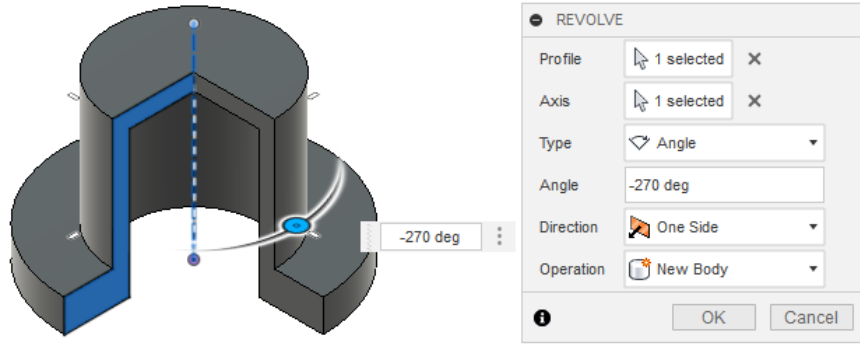 REVOLVE
Profile 1 selected
Axis 1 selected
Type Angle
Angle -270 deg
-270 deg
Direction One Side
Operation New Body
OK Cancel